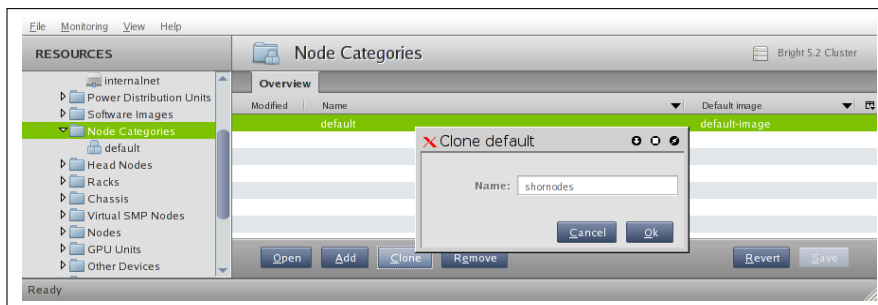 File Monitoring View Help
RESOURCES
Node Categories
Bright 5.2 Cluster
internalnet
Power Distribution Units
Software Images
Node Categories
default
Head Nodes
Racks
Chassis
Virtual SMP Nodes
Nodes
GPU Units
Other Devices
Overview
Modified Name Default image
default default-image
Clone default
Name: shornodes
Cancel Ok
Open Add Clone Remove Revert Save
Ready